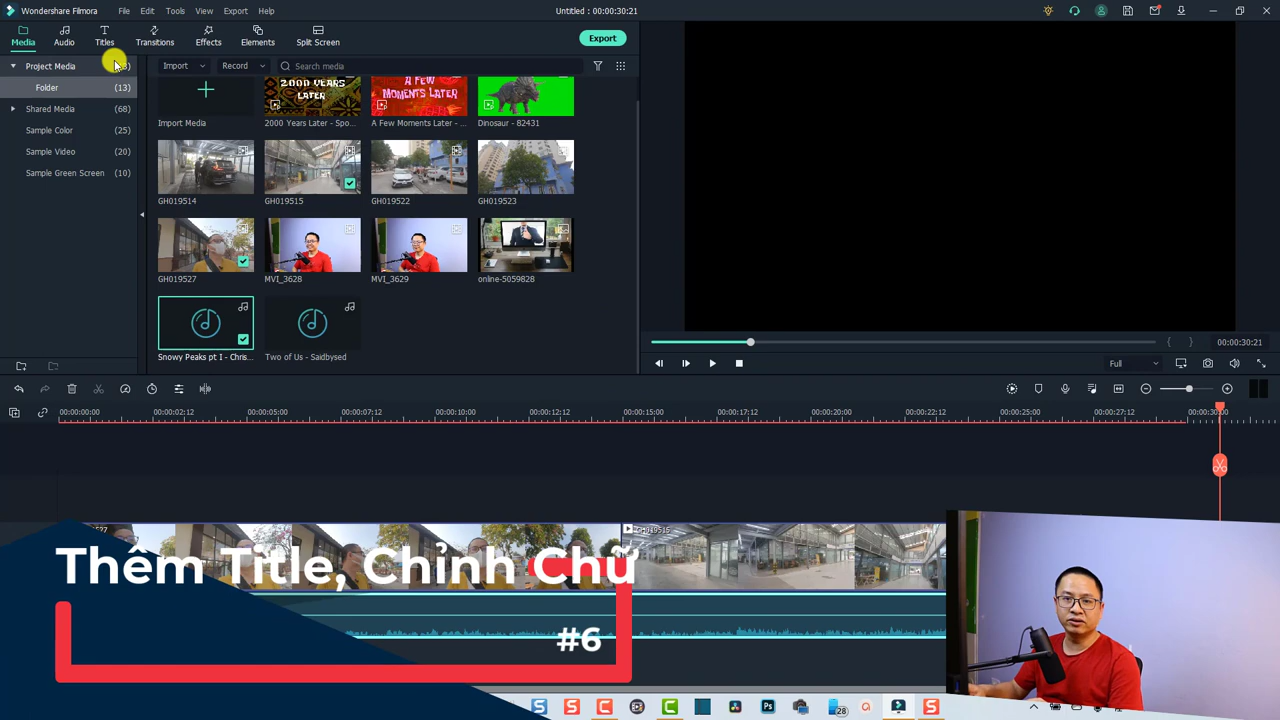 Wondershare Filmora File Edit Tools View Export Help Untitled : 00:00:30:21
Media Audio Titles Transitions Effects Elements Split Screen Export
Project Media
Folder (13)
Shared Media (68)
Sample Color (25)
Sample Video (20)
Sample Green Screen (10)
Import Record Search media
2000 YEARS LATER
A FEW MOMENTS LATER
Import Media 2000 Years Later - Spo... A Few Moments Later - ... Dinosaur - 82431
GH019514 GH019515 GH019522 GH019523
GH019527 MVI_3628 MVI_3629 online-5059828
Snowy Peaks pt I - Chris... Two of Us - Saidbysed
00:00:30:21
Full
00:00:00:00 00:00:02:12 00:00:05:00 00:00:07:12 00:00:10:00 00:00:12:12 00:00:15:00 00:00:17:12 00:00:20:00 00:00:22:12 00:00:25:00 00:00:27:12 00:00:30:00
GH019515
Thêm Title, Chỉnh Chữ
#6
28